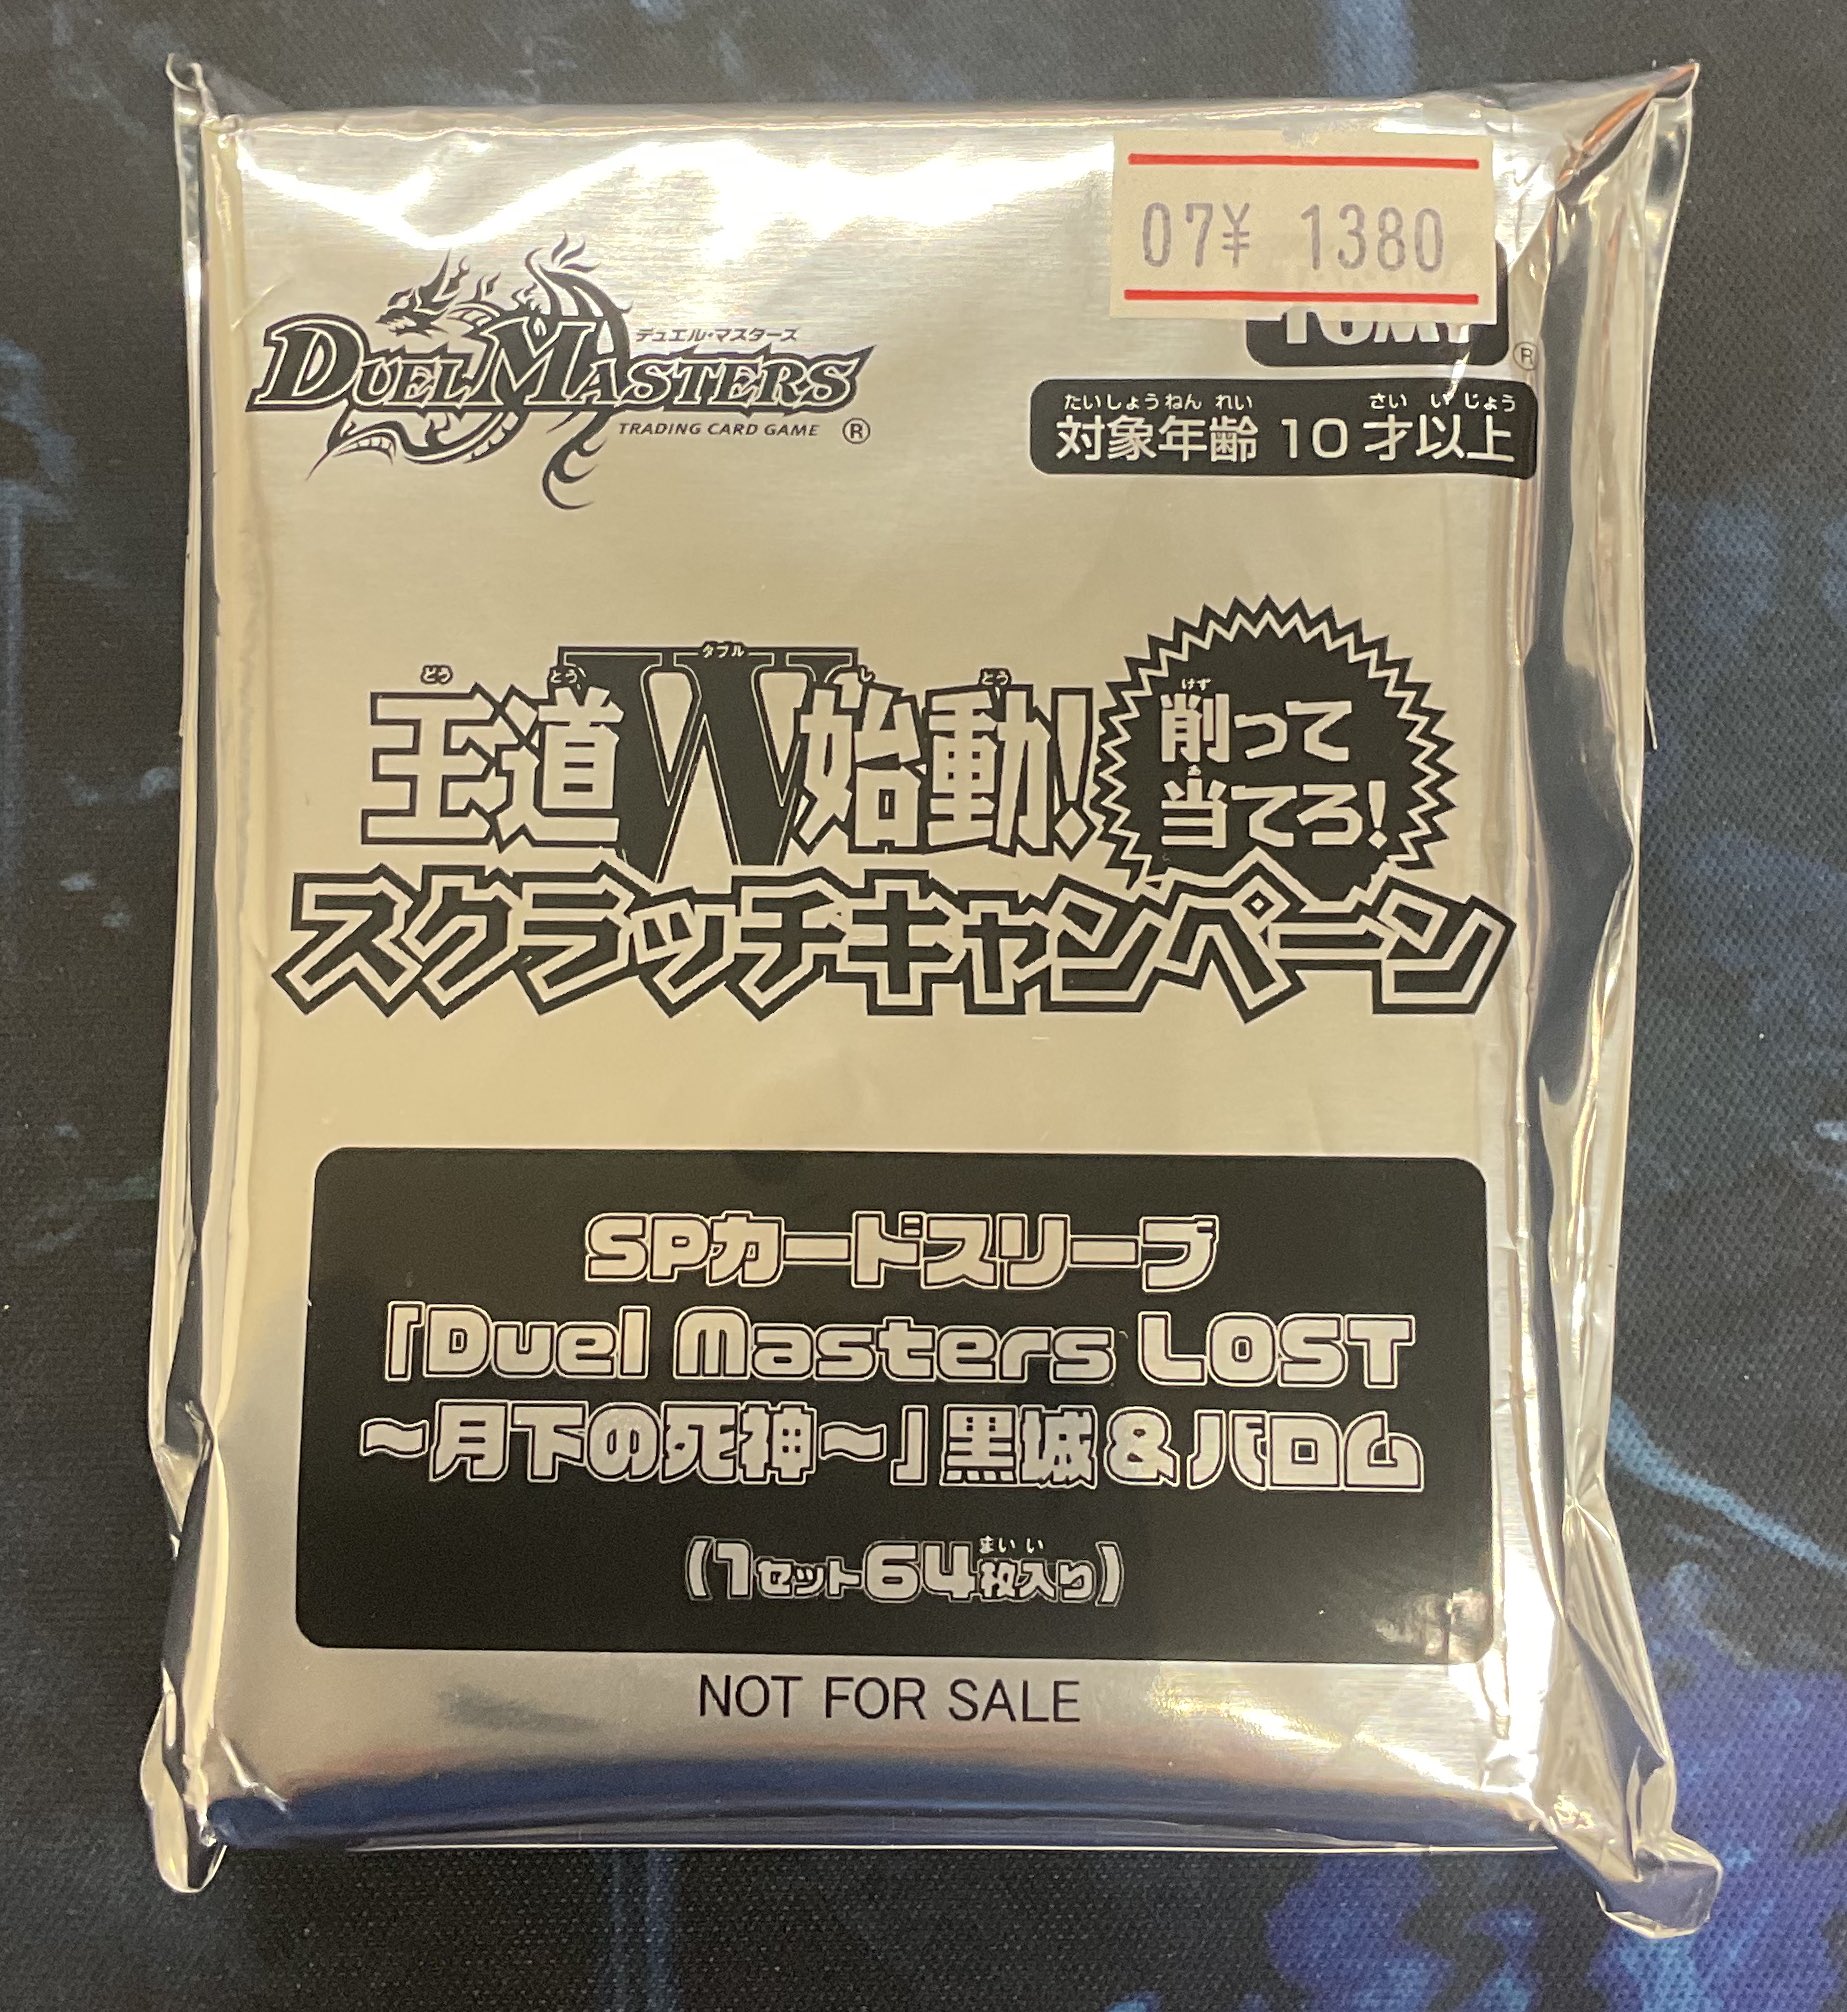 07¥ 1380
デュエル・マスターズ
DUEL MASTERS
TRADING CARD GAME ®
TOMY
®
たいしょうねんれい さいいじょう
対象年齢 10才以上
どう とう ダブル し どう
王道W始動!
けず
削って
あ
当てろ!
スクラッチキャンペーン
SPカードスリーブ
「Duel Masters LOST
～月下の死神～」黒城&バロム
まいい
(1セット64枚入り)
NOT FOR SALE